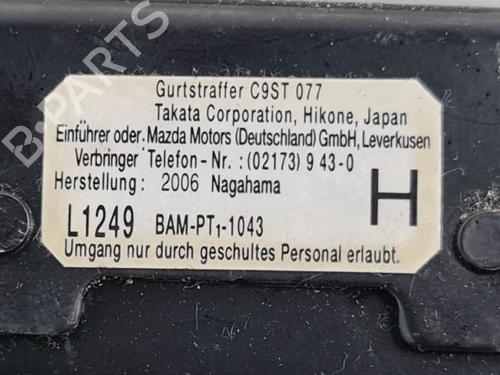 Gurtstraffer C9ST 077
Takata Corporation, Hikone, Japan
Einführer oder Mazda Motors (Deutschland) GmbH, Leverkusen
Verbringer Telefon-Nr. : (02173) 9 43-0
Herstellung : 2006 Nagahama
H
L1249 BAM-PT1-1043
Umgang nur durch geschultes Personal erlaubt.
B-PARTS